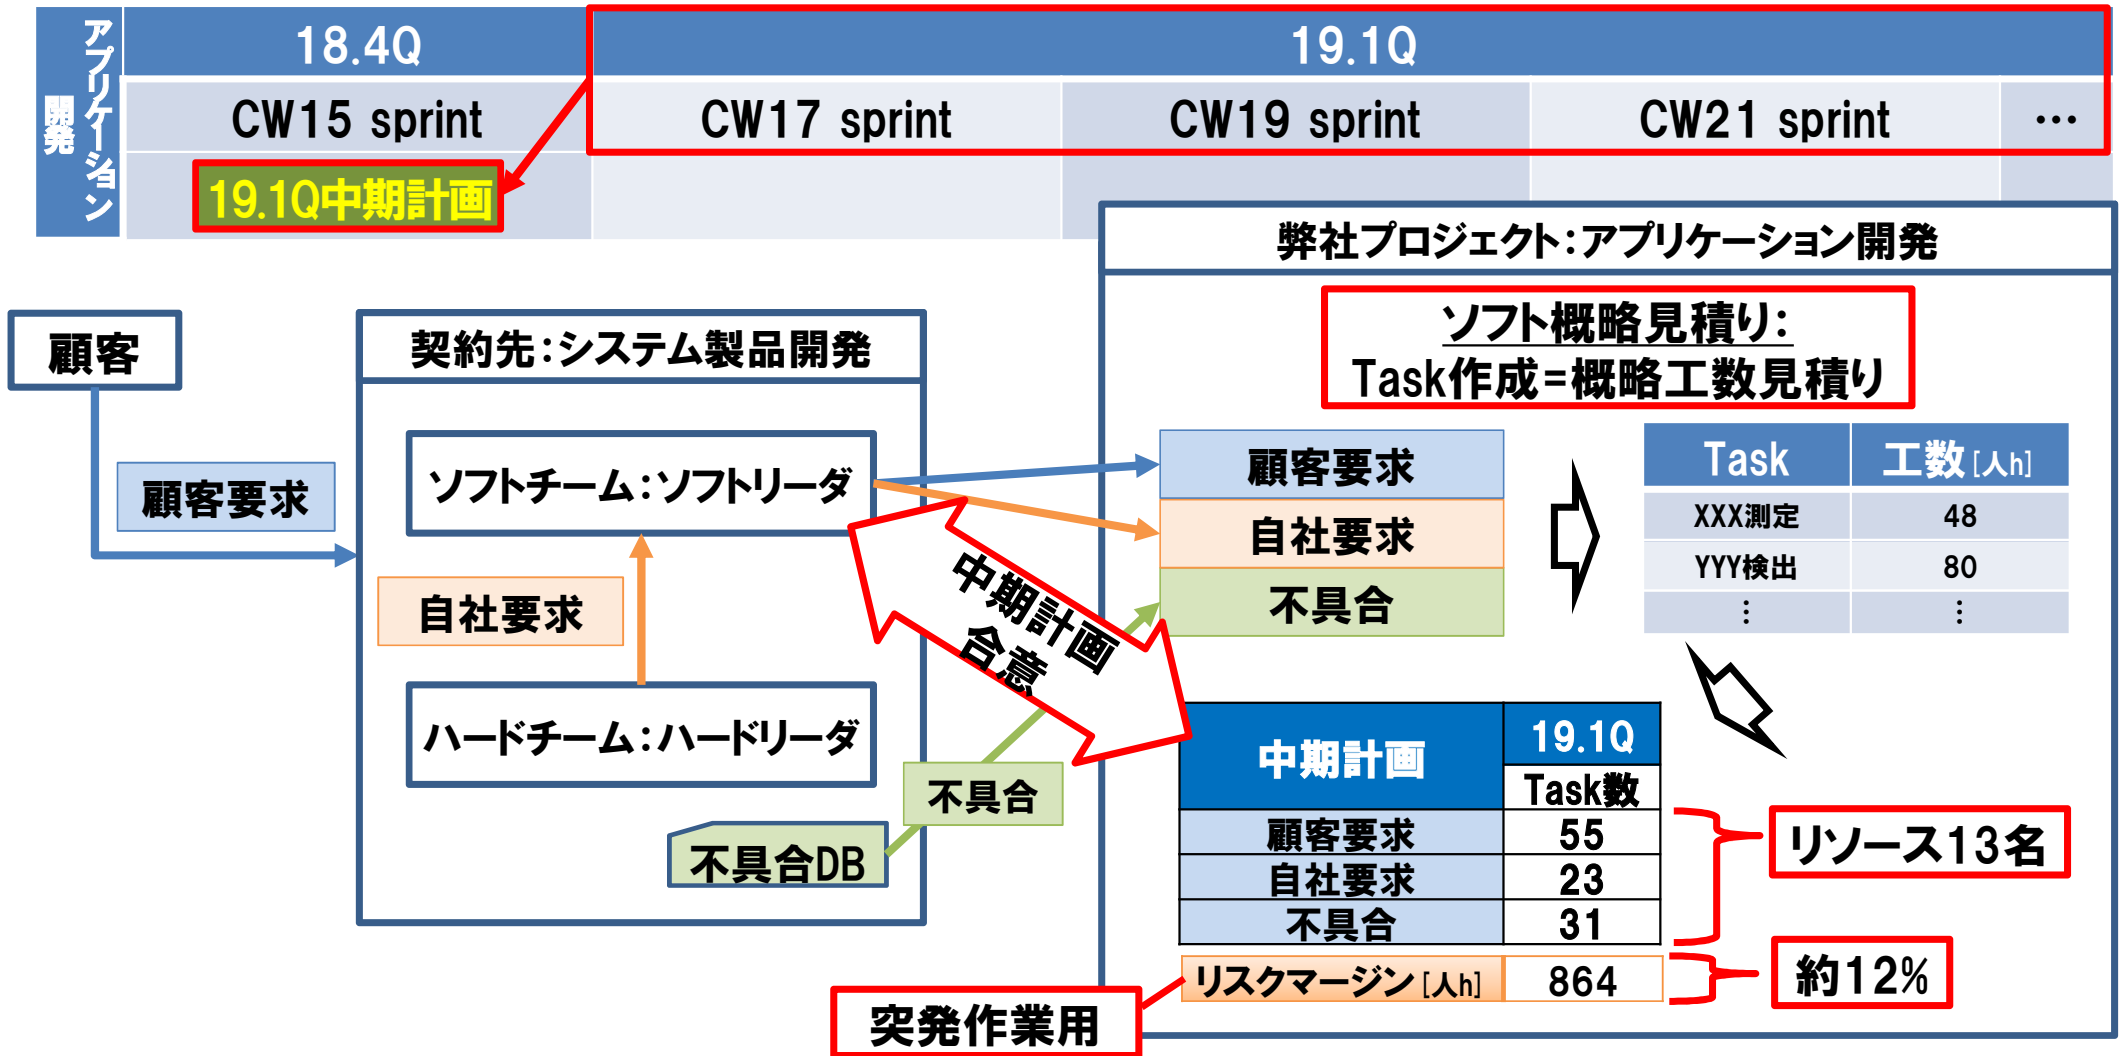 アプリケーション
開発
18.4Q
19.1Q
CW15 sprint
CW17 sprint
CW19 sprint
CW21 sprint
…
19.1Q中期計画
弊社プロジェクト：アプリケーション開発
ソフト概略見積り：
Task作成=概略工数見積り
顧客
契約先：システム製品開発
顧客要求
ソフトチーム：ソフトリーダ
自社要求
ハードチーム：ハードリーダ
不具合DB
不具合
中期計画
合意
顧客要求
自社要求
不具合
Task 工数[人h]
XXX測定 48
YYY検出 80
⋮ ⋮
中期計画 19.1Q
Task数
顧客要求 55
自社要求 23
不具合 31
リスクマージン[人h] 864
リソース13名
約12%
突発作業用